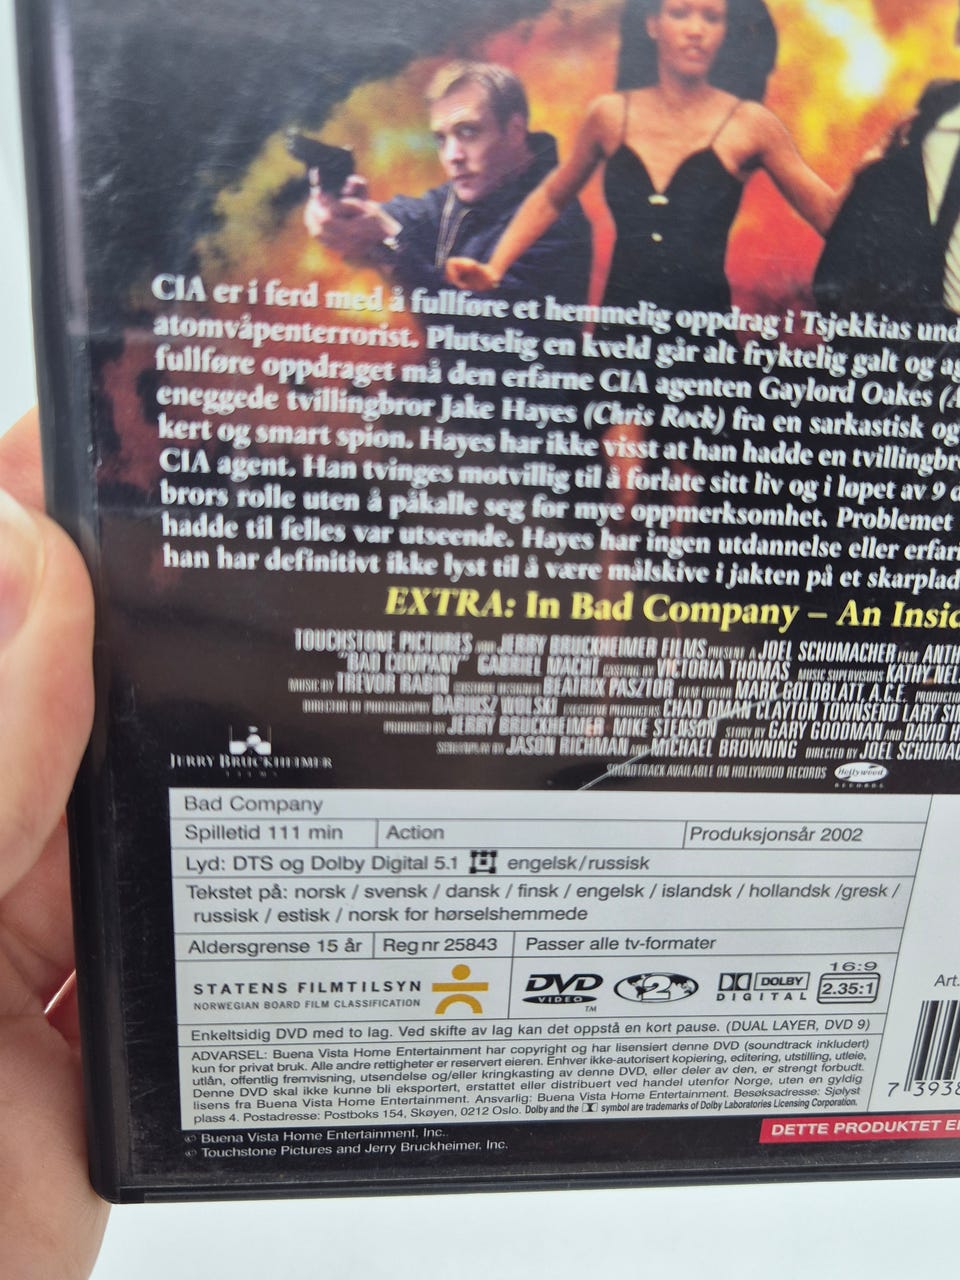 CIA er i ferd med å fullføre et hemmelig oppdrag i Tsjekkias und
atomvåpenterrorist. Plutselig en kveld går alt fryktelig galt og ag
fullføre oppdraget må den erfarne CIA agenten Gaylord Oakes (A
eneggede tvillingbror Jake Hayes (Chris Rock) fra en sarkastisk og
kert og smart spion. Hayes har ikke visst at han hadde en tvillingbr
CIA agent. Han tvinges motvillig til å forlate sitt liv og i løpet av 9 d
brors rolle uten å påkalle seg for mye oppmerksomhet. Problemet
hadde til felles var utseende. Hayes har ingen utdannelse eller erfar
han har definitivt ikke lyst til å være målskive i jakten på et skarplad
EXTRA: In Bad Company – An Insid
TOUCHSTONE PICTURES AND JERRY BRUCKHEIMER FILMS PRESENT A JOEL SCHUMACHER FILM ANTH
"BAD COMPANY" GABRIEL MACHT CASTING BY VICTORIA THOMAS MUSIC SUPERVISORS KATHY NEL
MUSIC BY TREVOR RABIN COSTUME DESIGNER BEATRIX PASZTOR FILM EDITOR MARK GOLDBLATT, A.C.E. PRODUCTIO
DIRECTOR OF PHOTOGRAPHY DARIUSZ WOLSKI EXECUTIVE PRODUCERS CHAD OMAN CLAYTON TOWNSEND LARY SI
PRODUCED BY JERRY BRUCKHEIMER MIKE STENSON STORY BY GARY GOODMAN AND DAVID H
SCREENPLAY BY JASON RICHMAN AND MICHAEL BROWNING DIRECTED BY JOEL SCHUMAC
SOUNDTRACK AVAILABLE ON HOLLYWOOD RECORDS Hollywood RECORDS
JERRY BRUCKHEIMER
FILMS
Bad Company
Spilletid 111 min Action Produksjonsår 2002
Lyd: DTS og Dolby Digital 5.1 engelsk/russisk
Tekstet på: norsk / svensk / dansk / finsk / engelsk / islandsk / hollandsk /gresk /
russisk / estisk / norsk for hørselshemmede
Aldersgrense 15 år Reg nr 25843 Passer alle tv-formater
STATENS FILMTILSYN
NORWEGIAN BOARD FILM CLASSIFICATION
DVD VIDEO TM 2 DOLBY DIGITAL 16:9 2.35:1
Art.
Enkeltsidig DVD med to lag. Ved skifte av lag kan det oppstå en kort pause. (DUAL LAYER, DVD 9)
ADVARSEL: Buena Vista Home Entertainment har copyright og har lisensiert denne DVD (soundtrack inkludert)
kun for privat bruk. Alle andre rettigheter er reservert eieren. Enhver ikke-autorisert kopiering, editering, utstilling, utleie,
utlån, offentlig fremvisning, utsendelse og/eller kringkasting av denne DVD, eller deler av den, er strengt forbudt.
Denne DVD skal ikke kunne bli eksportert, erstattet eller distribuert ved handel utenfor Norge, uten en gyldig
lisens fra Buena Vista Home Entertainment. Ansvarlig: Buena Vista Home Entertainment. Besøksadresse: Sjølyst
plass 4. Postadresse: Postboks 154, Skøyen, 0212 Oslo. Dolby and the symbol are trademarks of Dolby Laboratories Licensing Corporation.
7 7393
© Buena Vista Home Entertainment, Inc.
© Touchstone Pictures and Jerry Bruckheimer, Inc.
DETTE PRODUKTET E